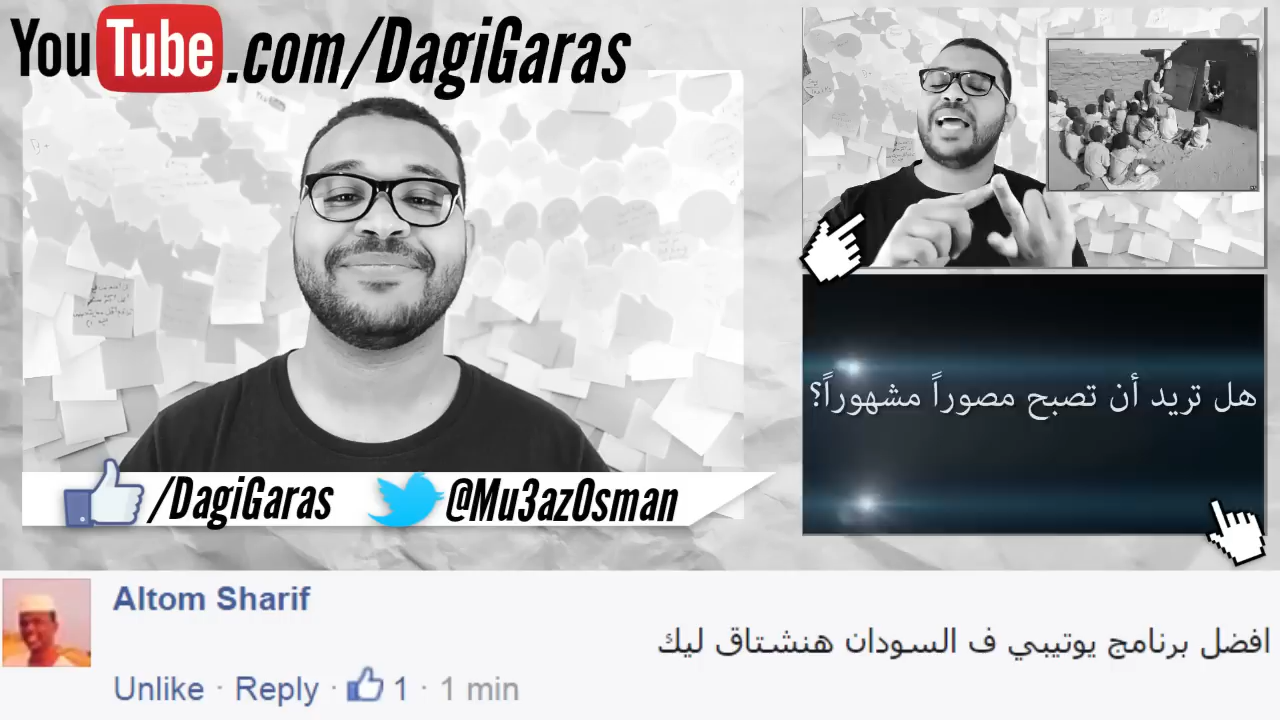 YouTube.com/DagiGaras
/DagiGaras
@Mu3azOsman
هل تريد أن تصبح مصوراً مشهوراً؟
Altom Sharif
افضل برنامج يوتيبي ف السودان هنشتاق ليك
Unlike · Reply · 1 · 1 min